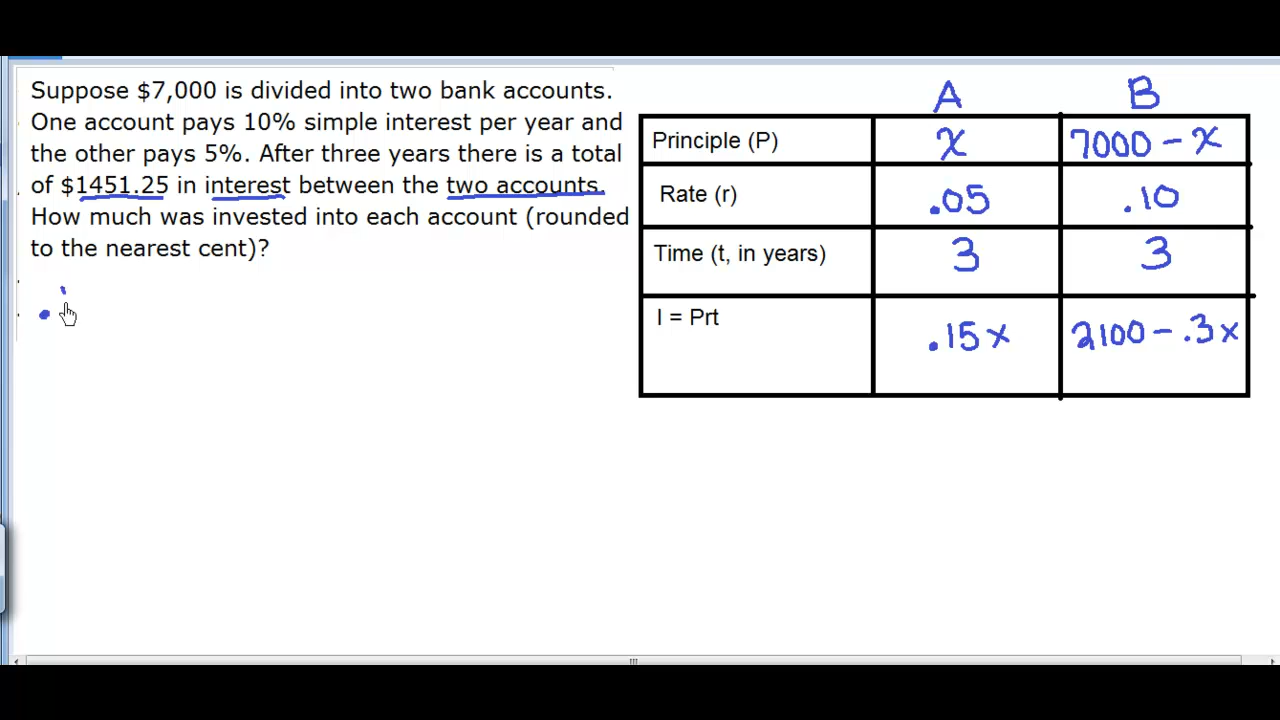 Suppose $7,000 is divided into two bank accounts.
One account pays 10% simple interest per year and
the other pays 5%. After three years there is a total
of $1451.25 in interest between the two accounts.
How much was invested into each account (rounded
to the nearest cent)?
A B
Principle (P) x 7000 - x
Rate (r) .05 .10
Time (t, in years) 3 3
I = Prt .15x 2100 - .3x